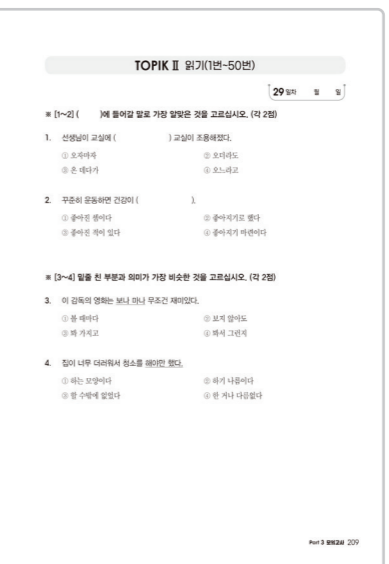 TOPIK Ⅱ 읽기(1번~50번)
29 일차 월 일
※ [1~2] ( )에 들어갈 말로 가장 알맞은 것을 고르십시오. (각 2점)
1. 선생님이 교실에 ( ) 교실이 조용해졌다.
① 오자마자 ② 오더라도
③ 온 데다가 ④ 오느라고
2. 꾸준히 운동하면 건강이 ( ).
① 좋아진 셈이다 ② 좋아지기로 했다
③ 좋아진 적이 있다 ④ 좋아지기 마련이다
※ [3~4] 밑줄 친 부분과 의미가 가장 비슷한 것을 고르십시오. (각 2점)
3. 이 감독의 영화는 보나 마나 무조건 재미있다.
① 볼 때마다 ② 보지 않아도
③ 봐 가지고 ④ 봐서 그런지
4. 집이 너무 더러워서 청소를 해야만 했다.
① 하는 모양이다 ② 하기 나름이다
③ 할 수밖에 없었다 ④ 한 거나 다름없다
Part 3 모의고사 209